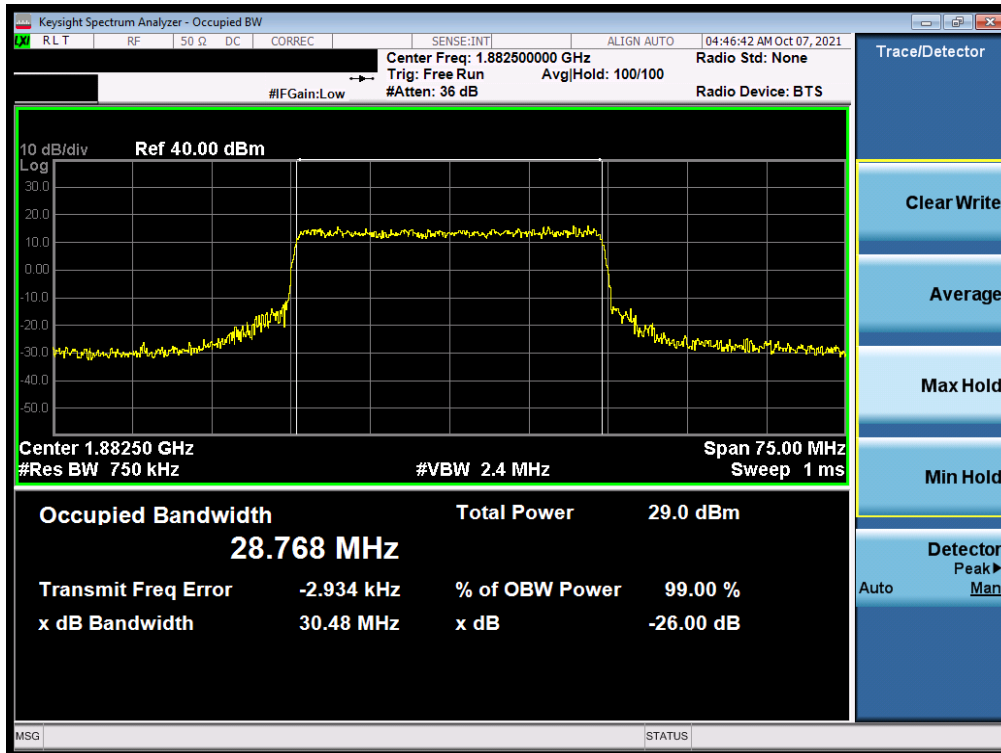 Keysight Spectrum Analyzer - Occupied BW
LXI RLT RF 50 Ω DC CORREC SENSE:INT ALIGN AUTO 04:46:42 AM Oct 07, 2021
Center Freq: 1.882500000 GHz Radio Std: None
Trig: Free Run Avg|Hold: 100/100
#IFGain:Low #Atten: 36 dB Radio Device: BTS
10 dB/div Ref 40.00 dBm
Log
30.0
20.0
10.0
0.00
-10.0
-20.0
-30.0
-40.0
-50.0
Center 1.88250 GHz Span 75.00 MHz
#Res BW 750 kHz #VBW 2.4 MHz Sweep 1 ms
Occupied Bandwidth Total Power 29.0 dBm
28.768 MHz
Transmit Freq Error -2.934 kHz % of OBW Power 99.00 %
x dB Bandwidth 30.48 MHz x dB -26.00 dB
MSG STATUS
Trace/Detector
Clear Write
Average
Max Hold
Min Hold
Detector
Peak▶
Auto Man